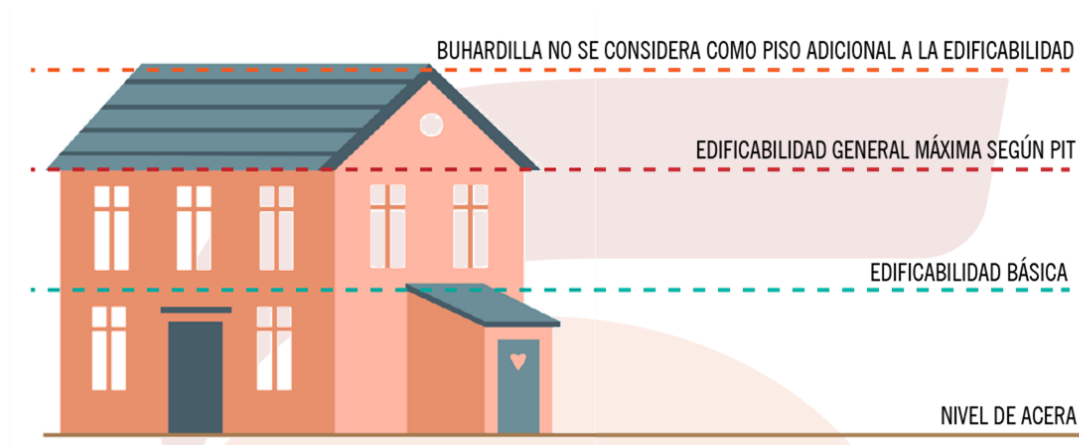 BUHARDILLA NO SE CONSIDERA COMO PISO ADICIONAL A LA EDIFICABILIDAD
EDIFICABILIDAD GENERAL MÁXIMA SEGÚN PIT
EDIFICABILIDAD BÁSICA
NIVEL DE ACERA